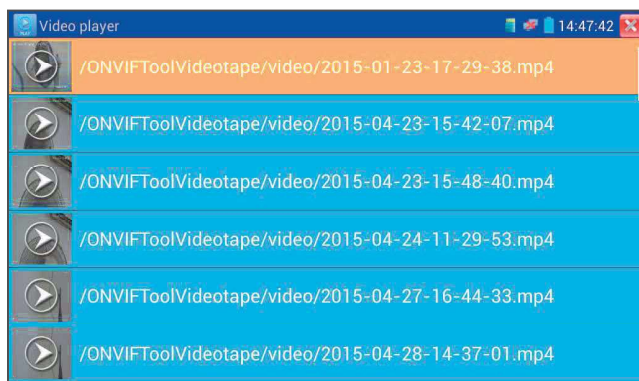 Video player 14:47:42
/ONVIFToolVideotape/video/2015-01-23-17-29-38.mp4
/ONVIFToolVideotape/video/2015-04-23-15-42-07.mp4
/ONVIFToolVideotape/video/2015-04-23-15-48-40.mp4
/ONVIFToolVideotape/video/2015-04-24-11-29-53.mp4
/ONVIFToolVideotape/video/2015-04-27-16-44-33.mp4
/ONVIFToolVideotape/video/2015-04-28-14-37-01.mp4